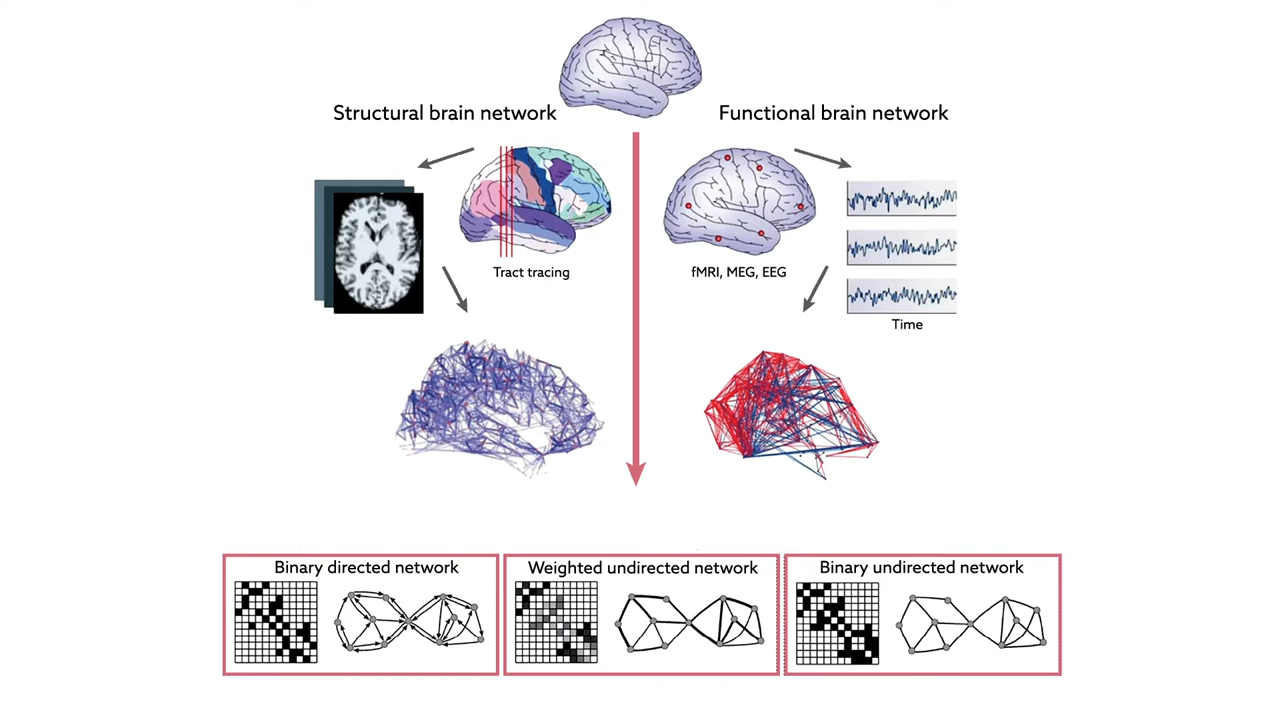 Structural brain network
Functional brain network
Tract tracing
fMRI, MEG, EEG
Time
Binary directed network
Weighted undirected network
Binary undirected network